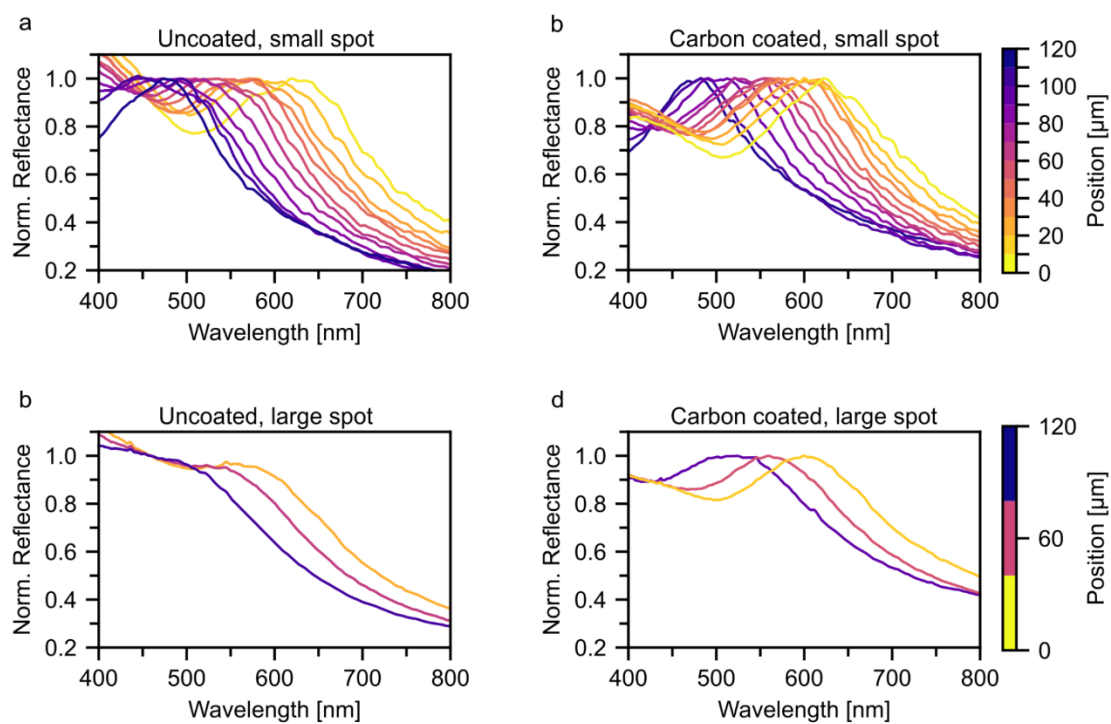 a
Uncoated, small spot
Norm. Reflectance
1.0
0.8
0.6
0.4
0.2
400 500 600 700 800
Wavelength [nm]
b
Carbon coated, small spot
Norm. Reflectance
1.0
0.8
0.6
0.4
0.2
400 500 600 700 800
Wavelength [nm]
120
100
80
60
40
20
0
Position [µm]
b
Uncoated, large spot
Norm. Reflectance
1.0
0.8
0.6
0.4
0.2
400 500 600 700 800
Wavelength [nm]
d
Carbon coated, large spot
Norm. Reflectance
1.0
0.8
0.6
0.4
0.2
400 500 600 700 800
Wavelength [nm]
120
60
0
Position [µm]